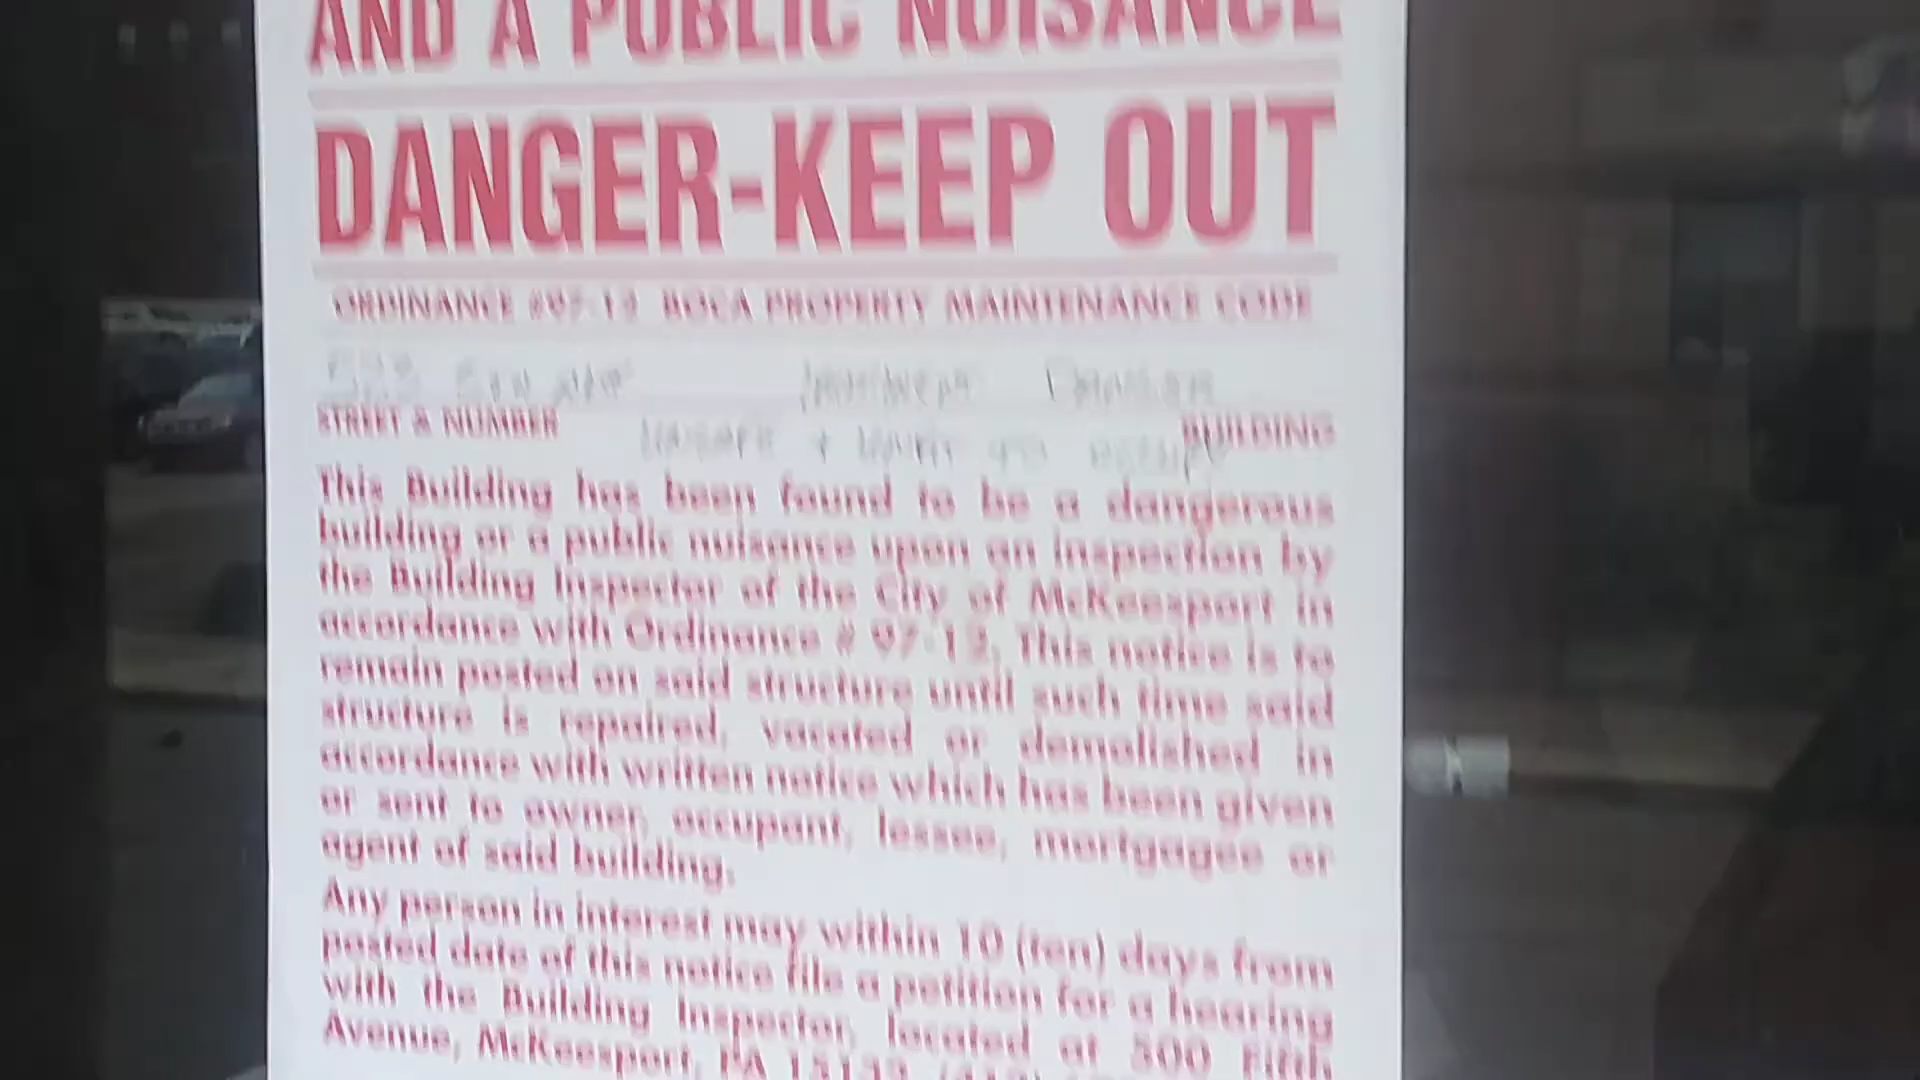 AND A PUBLIC NUISANCE
DANGER-KEEP OUT
ORDINANCE #97-12 BOCA PROPERTY MAINTENANCE CODE
STREET & NUMBER
BUILDING
UNSAFE + UNFIT TO OCCUPY
This Building has been found to be a dangerous
building or a public nuisance upon an inspection by
the Building Inspector of the City of McKeesport in
accordance with Ordinance # 97-12. This notice is to
remain posted on said structure until such time said
structure is repaired, vacated or demolished in
accordance with written notice which has been given
or sent to owner, occupant, lessee, mortgagee or
agent of said building.
Any person in interest may within 10 (ten) days from
posted date of this notice file a petition for a hearing
with the Building Inspector, located at 500 Fifth
Avenue, McKeesport, PA 15132